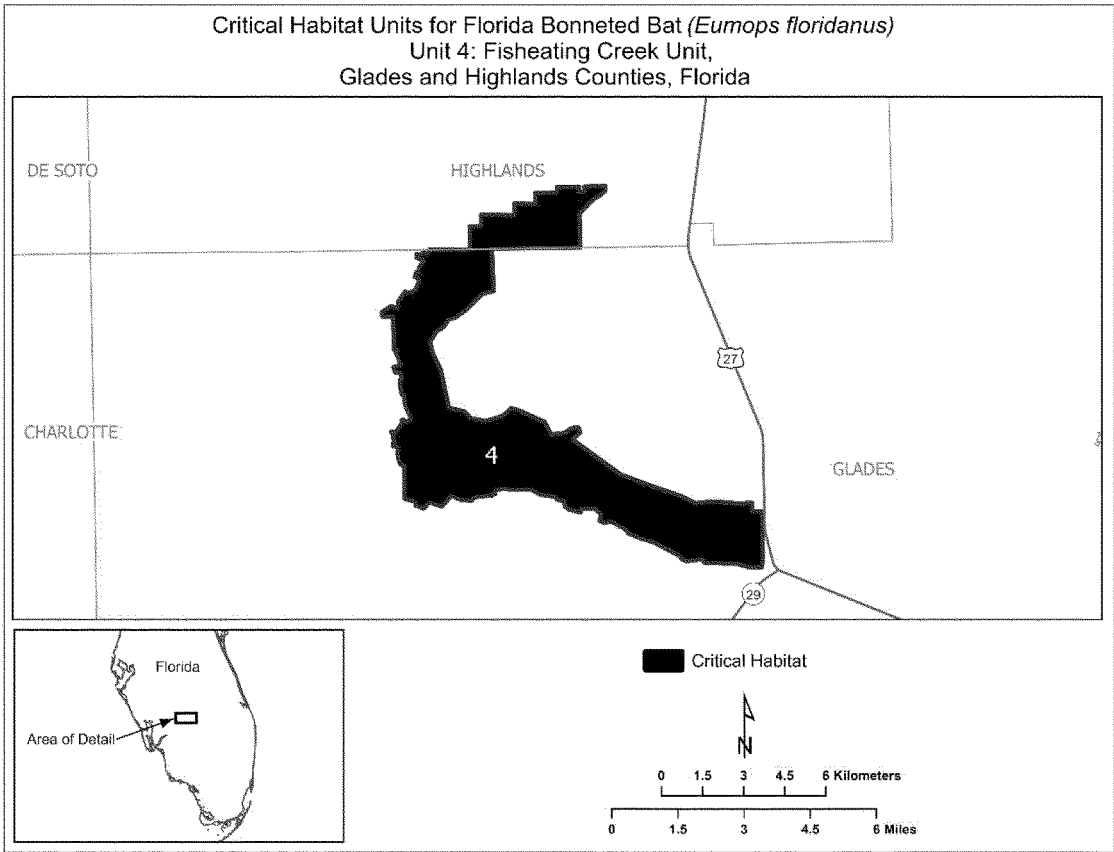 Critical Habitat Units for Florida Bonneted Bat (Eumops floridanus)
Unit 4: Fisheating Creek Unit,
Glades and Highlands Counties, Florida
DE SOTO
HIGHLANDS
27
CHARLOTTE
4
GLADES
29
Florida
Area of Detail
Critical Habitat
N
0 1.5 3 4.5 6 Kilometers
0 1.5 3 4.5 6 Miles